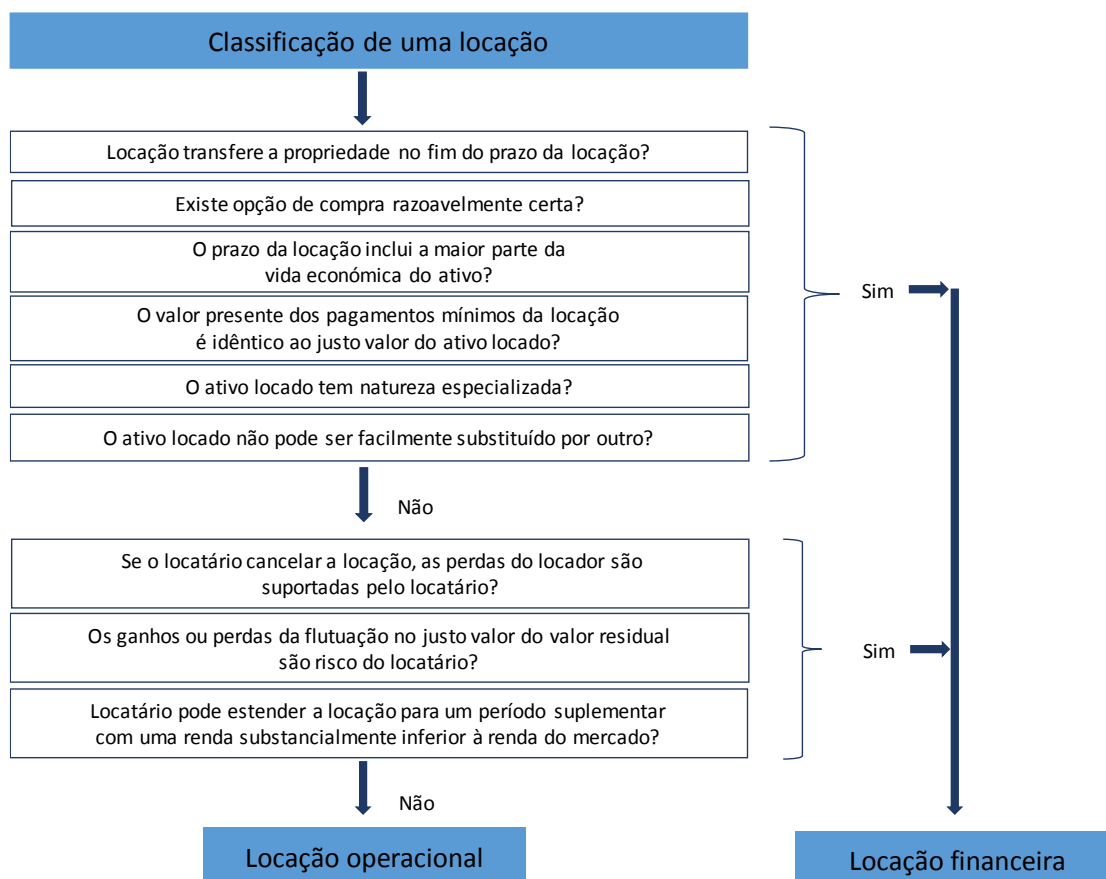 Classificação de uma locação
Locação transfere a propriedade no fim do prazo da locação?
Existe opção de compra razoavelmente certa?
O prazo da locação inclui a maior parte da
vida económica do ativo?
Sim
O valor presente dos pagamentos mínimos da locação
é idêntico ao justo valor do ativo locado?
O ativo locado tem natureza especializada?
O ativo locado não pode ser facilmente substituído por outro?
Não
Se o locatário cancelar a locação, as perdas do locador são
suportadas pelo locatário?
Os ganhos ou perdas da flutuação no justo valor do valor residual
são risco do locatário?
Sim
Locatário pode estender a locação para um período suplementar
com uma renda substancialmente inferior à renda do mercado?
Não
Locação operacional
Locação financeira